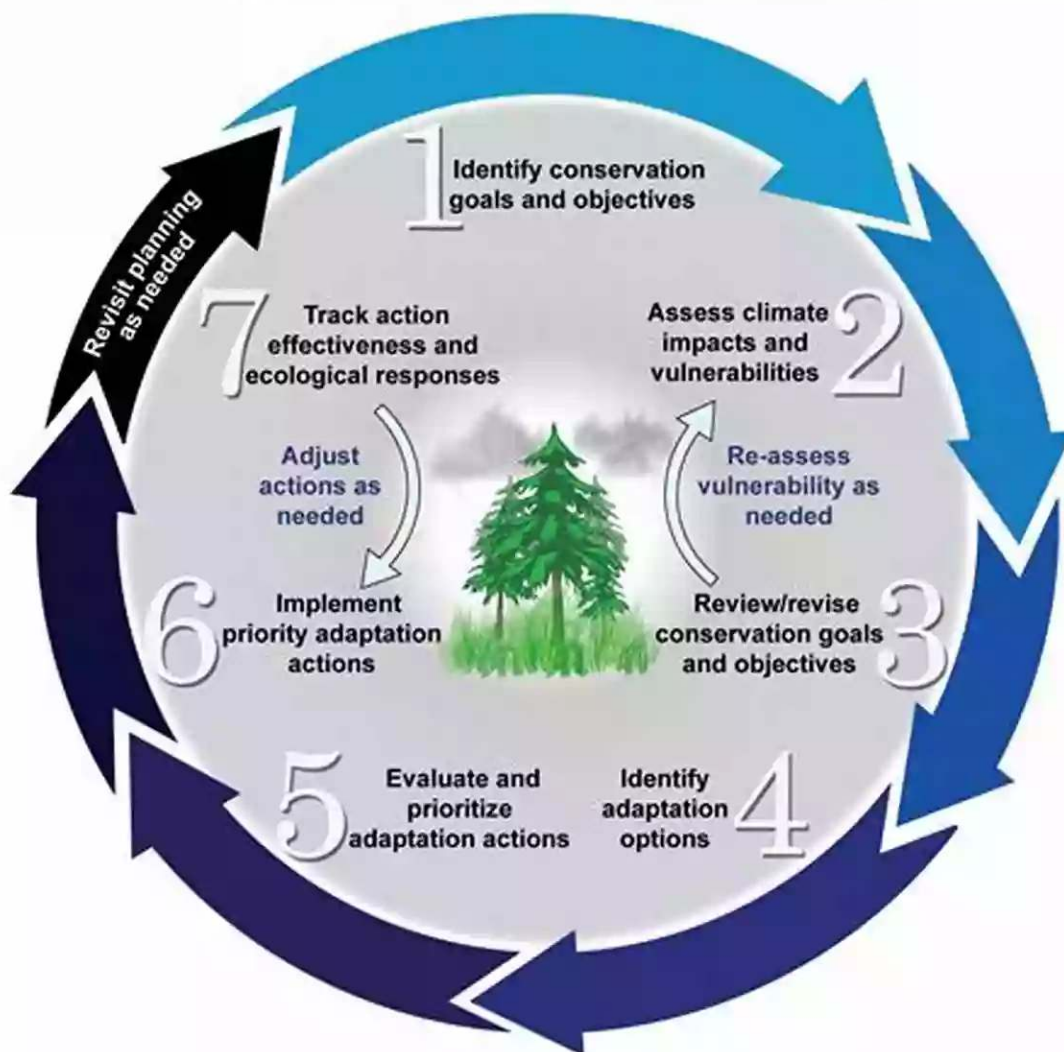 1
Identify conservation
goals and objectives
2
Assess climate
impacts and
vulnerabilities
Re-assess
vulnerability as
needed
3
Review/revise
conservation goals
and objectives
4
Identify
adaptation
options
5
Evaluate and
prioritize
adaptation actions
6
Implement
priority adaptation
actions
Adjust
actions as
needed
7
Track action
effectiveness and
ecological responses
Revisit planning
as needed